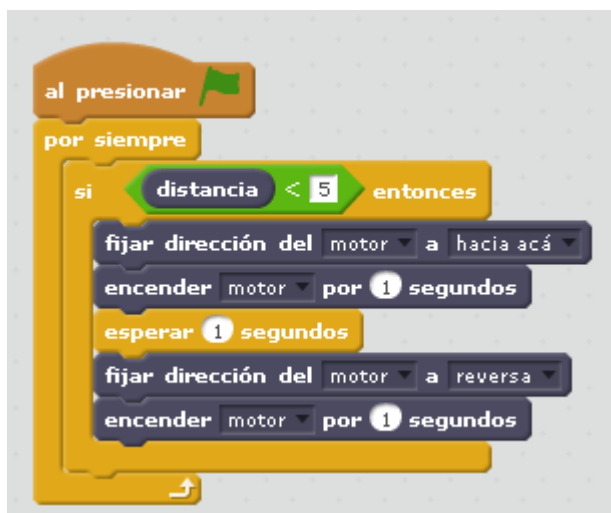 al presionar
por siempre
si distancia < 5 entonces
fijar dirección del motor a hacia acá
encender motor por 1 segundos
esperar 1 segundos
fijar dirección del motor a reversa
encender motor por 1 segundos